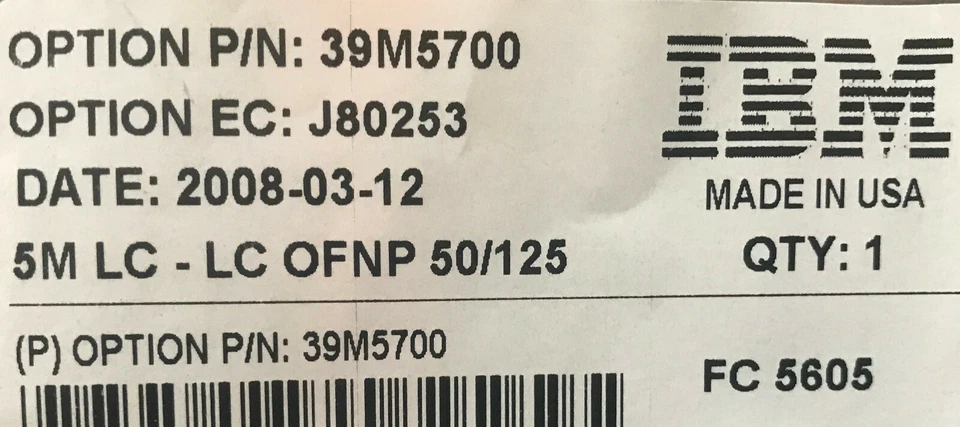 OPTION P/N: 39M5700
OPTION EC: J80253
DATE: 2008-03-12
5M LC - LC OFNP 50/125
IBM
MADE IN USA
QTY: 1
(P) OPTION P/N: 39M5700
FC 5605